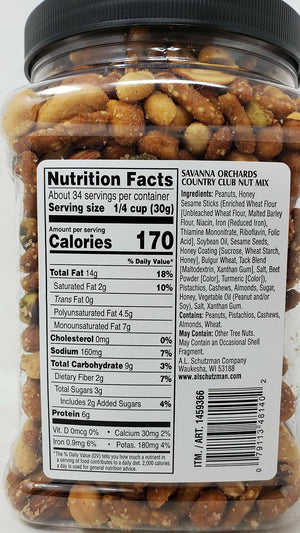 Nutrition Facts
About 34 servings per container
Serving size 1/4 cup (30g)
Amount per serving
Calories 170
% Daily Value*
Total Fat 14g 18%
Saturated Fat 2g 10%
Trans Fat 0g
Polyunsaturated Fat 4.5g
Monounsaturated Fat 7g
Cholesterol 0mg 0%
Sodium 160mg 7%
Total Carbohydrate 9g 3%
Dietary Fiber 2g 7%
Total Sugars 3g
Includes 2g Added Sugars 4%
Protein 6g
Vit. D 0mcg 0% • Calcium 30mg 2%
Iron 0.9mg 6% • Potas. 180mg 4%
*The % Daily Value (DV) tells you how much a nutrient in
a serving of food contributes to a daily diet. 2,000 calories
a day is used for general nutrition advice.
SAVANNA ORCHARDS
COUNTRY CLUB NUT MIX
Ingredients: Peanuts, Honey
Sesame Sticks (Enriched Wheat Flour
[Unbleached Wheat Flour, Malted Barley
Flour, Niacin, Iron (Reduced Iron),
Thiamine Mononitrate, Riboflavin, Folic
Acid], Soybean Oil, Sesame Seeds,
Honey Coating [Sucrose, Wheat Starch,
Honey], Bulgur Wheat, Tack Blend
[Maltodextrin, Xanthan Gum], Salt, Beet
Powder [Color], Turmeric [Color]),
Pistachios, Cashews, Almonds, Sugar,
Honey, Vegetable Oil (Peanut and/or
Soy), Salt, Xanthan Gum.
Contains: Peanuts, Pistachios, Cashews,
Almonds, Wheat.
May Contain: Other Tree Nuts.
May Contain an Occasional Shell
Fragment.
A.L. Schutzman Company
Waukesha, WI 53188
www.alschutzman.com
ITM. / ART. 1459366
0 79113 48140 2